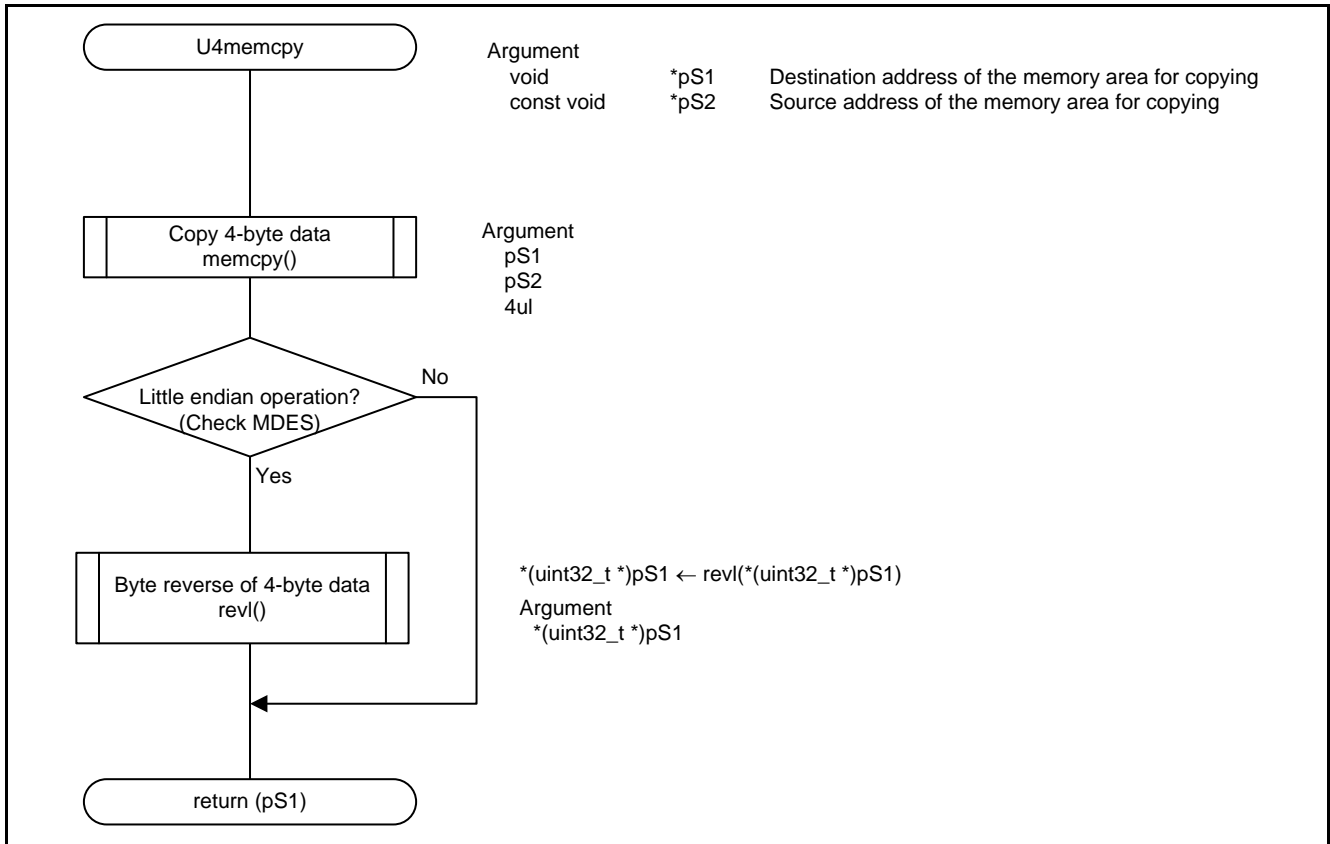 U4memcpy
Argument
void *pS1 Destination address of the memory area for copying
const void *pS2 Source address of the memory area for copying
Copy 4-byte data
memcpy()
Argument
pS1
pS2
4ul
Little endian operation?
(Check MDES)
No
Yes
Byte reverse of 4-byte data
revl()
*(uint32_t *)pS1 ← revl(*(uint32_t *)pS1)
Argument
*(uint32_t *)pS1
return (pS1)